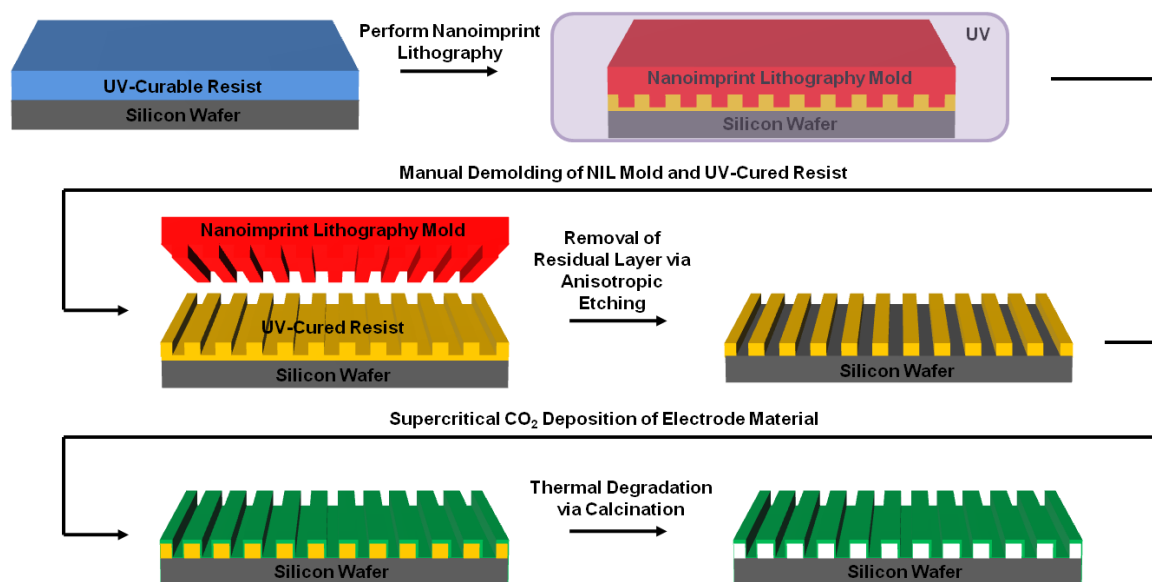 Perform Nanoimprint
Lithography
UV
UV-Curable Resist
Silicon Wafer
Nanoimprint Lithography Mold
Silicon Wafer
Manual Demolding of NIL Mold and UV-Cured Resist
Nanoimprint Lithography Mold
UV-Cured Resist
Silicon Wafer
Removal of
Residual Layer via
Anisotropic
Etching
Silicon Wafer
Supercritical CO₂ Deposition of Electrode Material
Silicon Wafer
Thermal Degradation
via Calcination
Silicon Wafer